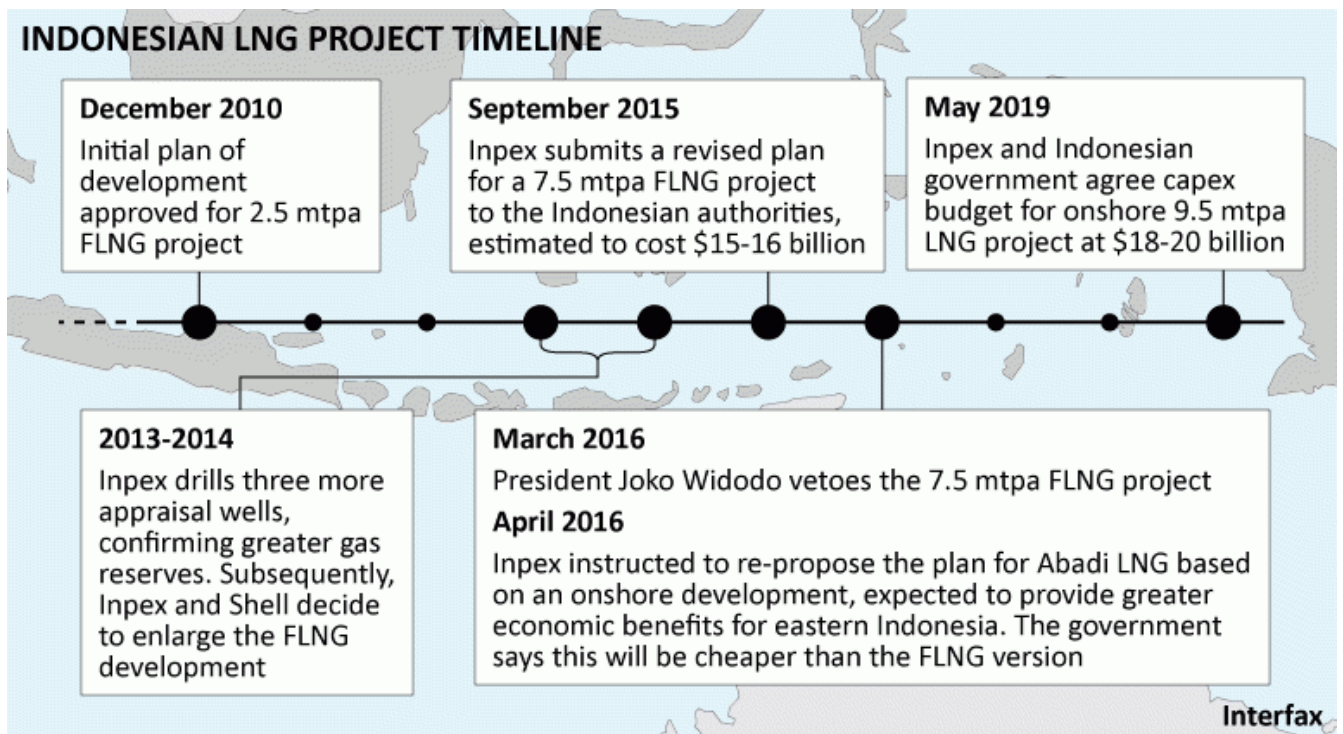 INDONESIAN LNG PROJECT TIMELINE
December 2010
Initial plan of
development
approved for 2.5 mtpa
FLNG project
September 2015
Inpex submits a revised plan
for a 7.5 mtpa FLNG project
to the Indonesian authorities,
estimated to cost $15-16 billion
May 2019
Inpex and Indonesian
government agree capex
budget for onshore 9.5 mtpa
LNG project at $18-20 billion
2013-2014
Inpex drills three more
appraisal wells,
confirming greater gas
reserves. Subsequently,
Inpex and Shell decide
to enlarge the FLNG
development
March 2016
President Joko Widodo vetoes the 7.5 mtpa FLNG project
April 2016
Inpex instructed to re-propose the plan for Abadi LNG based
on an onshore development, expected to provide greater
economic benefits for eastern Indonesia. The government
says this will be cheaper than the FLNG version
Interfax